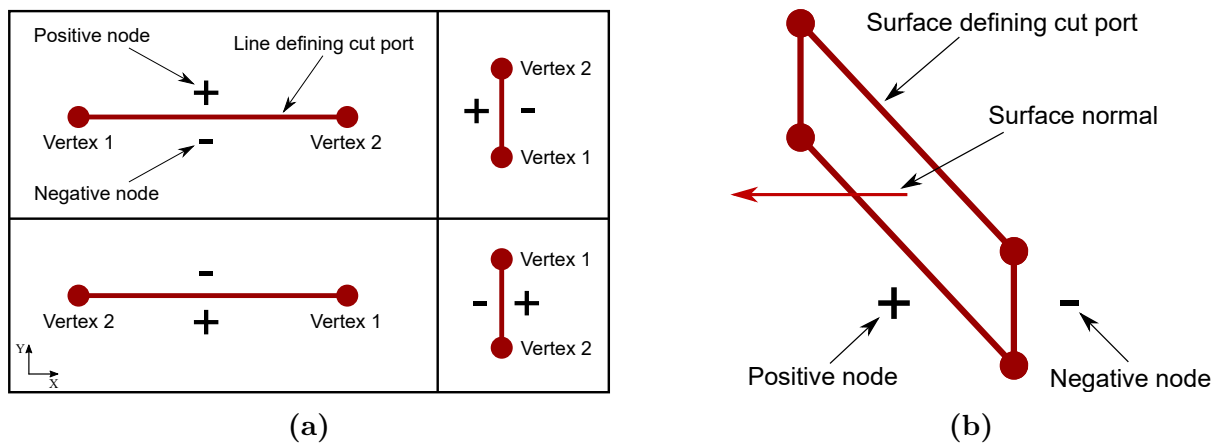 Positive node
Line defining cut port
+
Vertex 1
-
Vertex 2
Negative node
Vertex 2
+ -
Vertex 1
-
Vertex 2
+
Vertex 1
Y
X
Vertex 1
- +
Vertex 2
(a)
Surface defining cut port
Surface normal
+ -
Positive node
Negative node
(b)